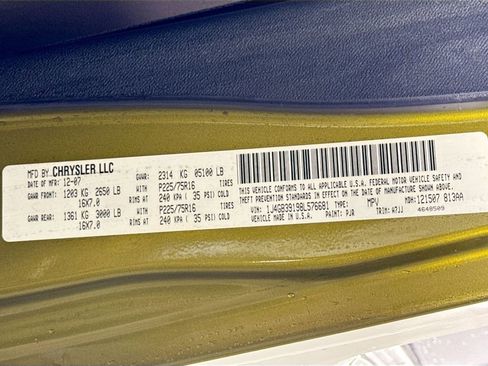 MFD BY CHRYSLER LLC
DATE OF MFR 12-07 GVWR: 2314 KG 05100 LB
GAWR FRONT: 1203 KG 2650 LB WITH P225/75R16 TIRES
16X7.0 AT 240 KPA ( 35 PSI) COLD
GAWR REAR: 1361 KG 3000 LB WITH P225/75R16 TIRES
16X7.0 AT 240 KPA ( 35 PSI) COLD
THIS VEHICLE CONFORMS TO ALL APPLICABLE U.S.A. FEDERAL MOTOR VEHICLE SAFETY, BUMPER AND
THEFT PREVENTION STANDARDS IN EFFECT ON THE DATE OF MANUFACTURE SHOWN ABOVE.
VIN: 1J4GB39198L576681 TYPE: MPV MDH: 121507 813AA
VEHICLE MADE IN U.S.A. PAINT: PJR TRIM: A7JJ 4648509